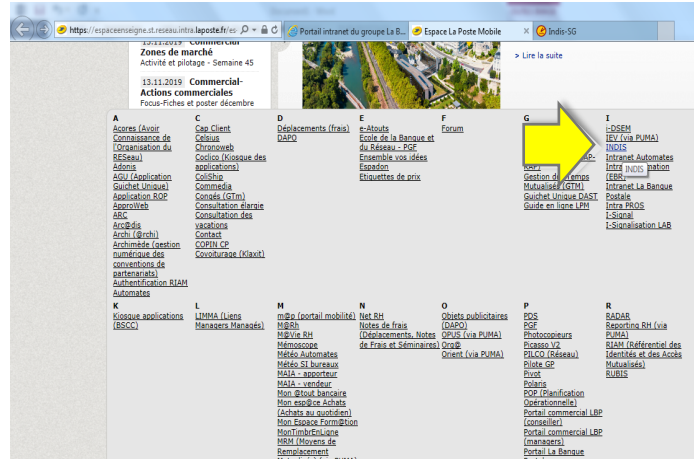 https://espaceenseigne.st.reseau.intra.laposte.fr/es
Portail intranet du groupe La B...
Espace La Poste Mobile
Indis-SG
13.11.2019 Commercial-
Zones de marché
Activité et pilotage - Semaine 45
13.11.2019 Commercial-
Actions commerciales
Focus-Fiches et poster décembre
> Lire la suite
A
Acores (Avoir
Connaissance de
l'Organisation du
RESeau)
Adonis
AGU (Application
Guichet Unique)
Application ROP
ApproWeb
ARC
Arc@dis
Archi (@rchi)
Archimède (gestion
numérique des
conventions de
partenariats)
Authentification RIAM
Automates
C
Cap Client
Celsius
Chronoweb
Coclico (Kiosque des
applications)
ColiShip
Commedia
Congés (GTm)
Consultation élargie
Consultation des
vacations
Contact
COPIN CP
Covoiturage (Klaxit)
D
Déplacements (frais)
DAPO
E
e-Atouts
Ecole de la Banque et
du Réseau - PGF
Ensemble vos idées
Espadon
Etiquettes de prix
F
Forum
G
RAP)
Gestion de Temps
Mutualisés (GTM)
Guichet Unique DAST
Guide en ligne LPM
I
i-DSEM
IEV (via PUMA)
INDIS
Intranet Automates
(EBR)
INDIS
Intranet La Banque
Postale
Intra PROS
I-Signal
I-Signalisation LAB
K
Kiosque applications
(BSCC)
L
LIMMA (Liens
Managers Managés)
M
m@p (portail mobilité)
M@Rh
M@Vie RH
Mémoscope
Météo Automates
Météo SI bureaux
MAIA - apporteur
MAIA - vendeur
Mon @tout bancaire
Mon esp@ce Achats
(Achats au quotidien)
Mon Espace Form@tion
MonTimbrEnLigne
MRM (Moyens de
Remplacement
N
Net RH
Notes de frais
(Déplacements, Notes
de Frais et Séminaires)
O
Objets publicitaires
(DAPO)
OPUS (via PUMA)
Org@
Orient (via PUMA)
P
PDS
PGF
Photocopieurs
Picasso V2
PILCO (Réseau)
Pilote GP
Pivot
Polaris
POP (Planification
Opérationnelle)
Portail commercial LBP
(conseiller)
Portail commercial LBP
(managers)
Portail La Banque
R
RADAR
Reporting RH (via
PUMA)
RIAM (Référentiel des
Identités et des Accès
Mutualisés)
RUBIS